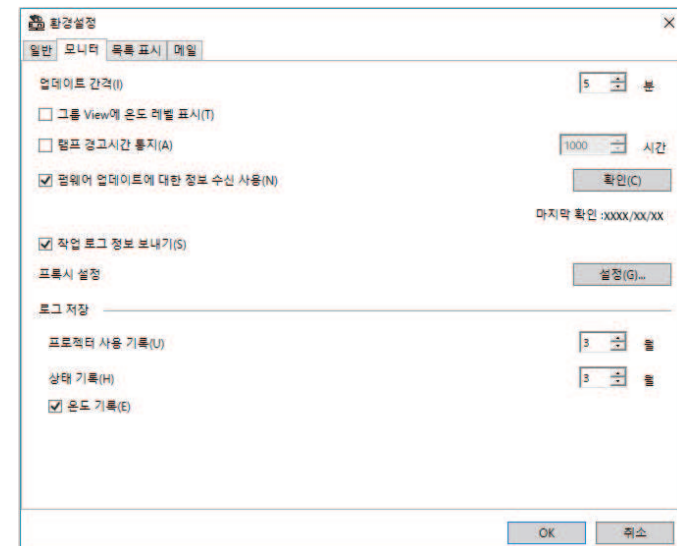 환경설정
일반 모니터 목록 표시 메일
업데이트 간격(I) 5 분
그룹 View에 온도 레벨 표시(T)
램프 경고시간 통지(A) 1000 시간
펌웨어 업데이트에 대한 정보 수신 사용(N) 확인(C)
마지막 확인 :xxxx/xx/xx
작업 로그 정보 보내기(S)
프록시 설정 설정(G)...
로그 저장
프로젝터 사용 기록(U) 3 월
상태 기록(H) 3 월
온도 기록(E)
OK 취소